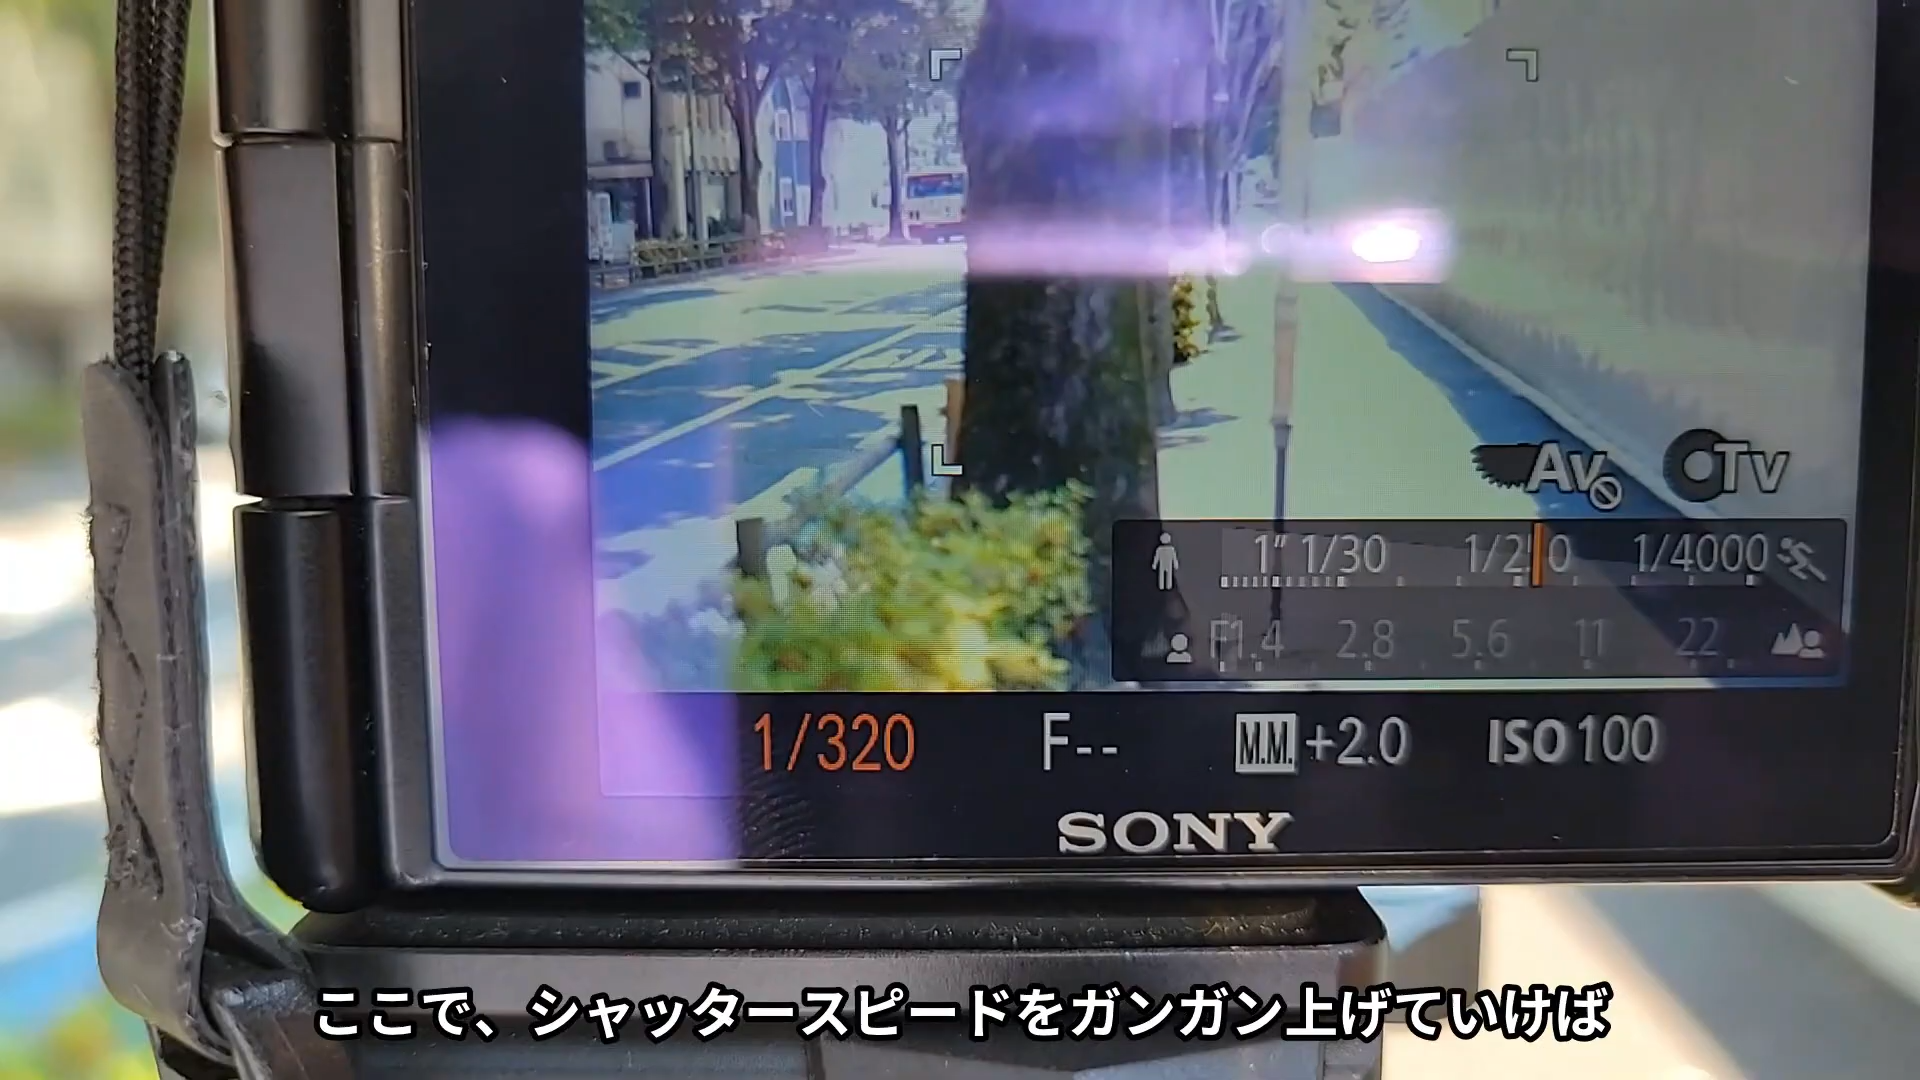 Av Tv
1" 1/30 1/250 1/4000
F1.4 2.8 5.6 11 22
1/320 F-- M.M. +2.0 ISO 100
SONY
ここで、シャッタースピードをガンガン上げていけば